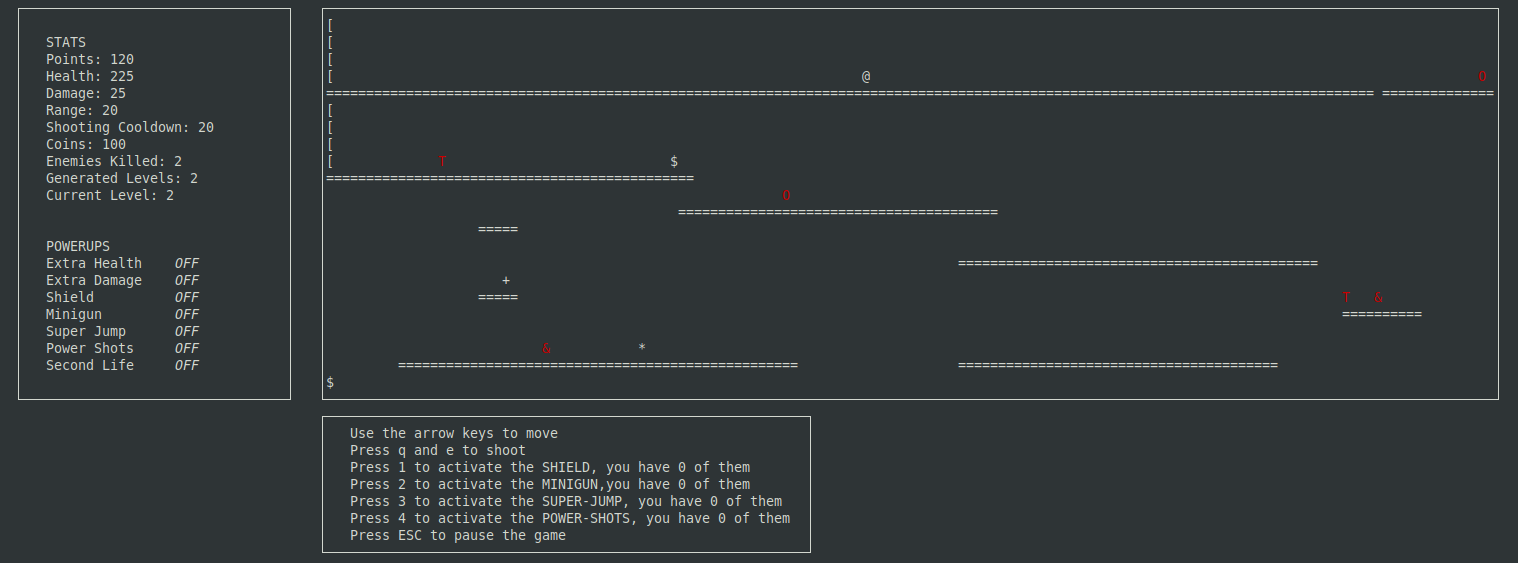 STATS
Points: 120
Health: 225
Damage: 25
Range: 20
Shooting Cooldown: 20
Coins: 100
Enemies Killed: 2
Generated Levels: 2
Current Level: 2
POWERUPS
Extra Health OFF
Extra Damage OFF
Shield OFF
Minigun OFF
Super Jump OFF
Power Shots OFF
Second Life OFF
[
[
[
[ @ O
=================================================================================================================================== ==============
[
[
[
[ T $
==============================================
O
========================================
=====
=============================================
+
===== T &
==========
& *
================================================== ========================================
$
Use the arrow keys to move
Press q and e to shoot
Press 1 to activate the SHIELD, you have 0 of them
Press 2 to activate the MINIGUN,you have 0 of them
Press 3 to activate the SUPER-JUMP, you have 0 of them
Press 4 to activate the POWER-SHOTS, you have 0 of them
Press ESC to pause the game